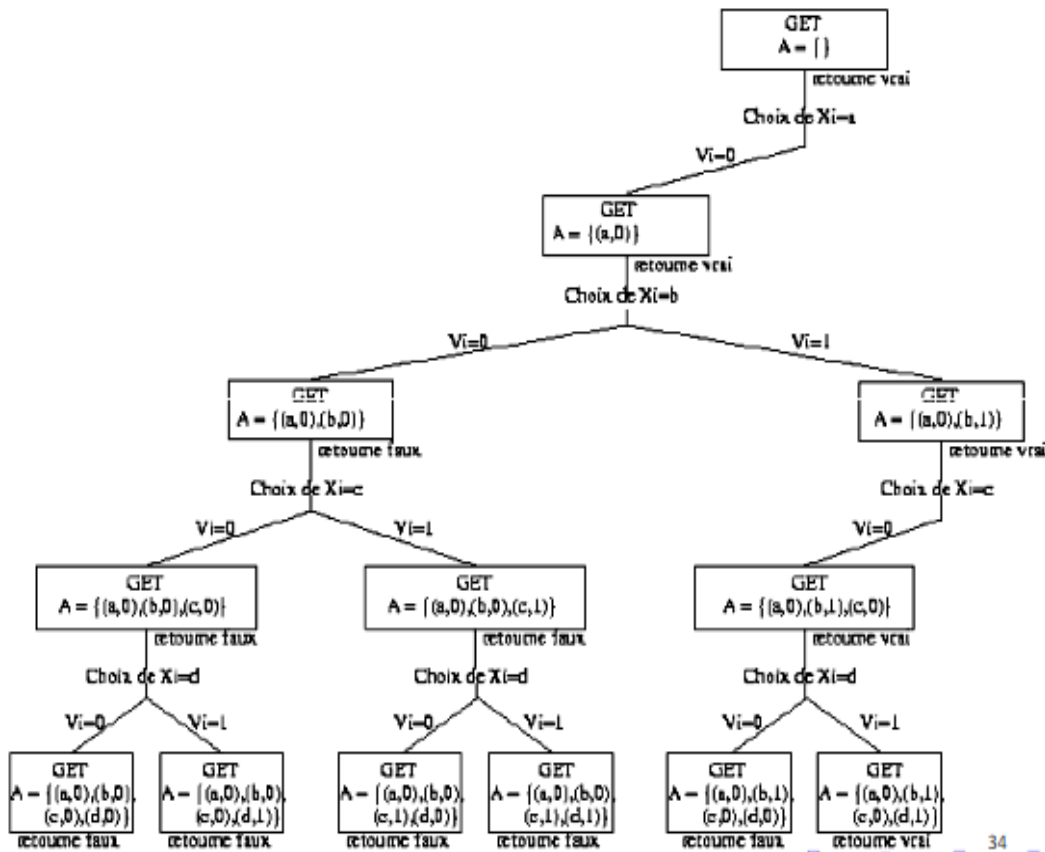 GET
A = { }
retourne vrai
Choix de Xi=a
Vi=0
GET
A = {(a,0)}
retourne vrai
Choix de Xi=b
Vi=0 Vi=1
GET GET
A = {(a,0),(b,0)} A = {(a,0),(b,1)}
retourne faux retourne vrai
Choix de Xi=c Choix de Xi=c
Vi=0 Vi=1 Vi=0
GET GET GET
A = {(a,0),(b,0),(c,0)} A = {(a,0),(b,0),(c,1)} A = {(a,0),(b,1),(c,0)}
retourne faux retourne faux retourne vrai
Choix de Xi=d Choix de Xi=d Choix de Xi=d
Vi=0 Vi=1 Vi=0 Vi=1 Vi=0 Vi=1
GET GET GET GET GET GET
A = {(a,0),(b,0), A = {(a,0),(b,0), A = {(a,0),(b,0), A = {(a,0),(b,0), A = {(a,0),(b,1), A = {(a,0),(b,1),
(c,0),(d,0)} (c,0),(d,1)} (c,1),(d,0)} (c,1),(d,1)} (c,0),(d,0)} (c,0),(d,1)}
retourne faux retourne faux retourne faux retourne faux retourne faux retourne vrai
34